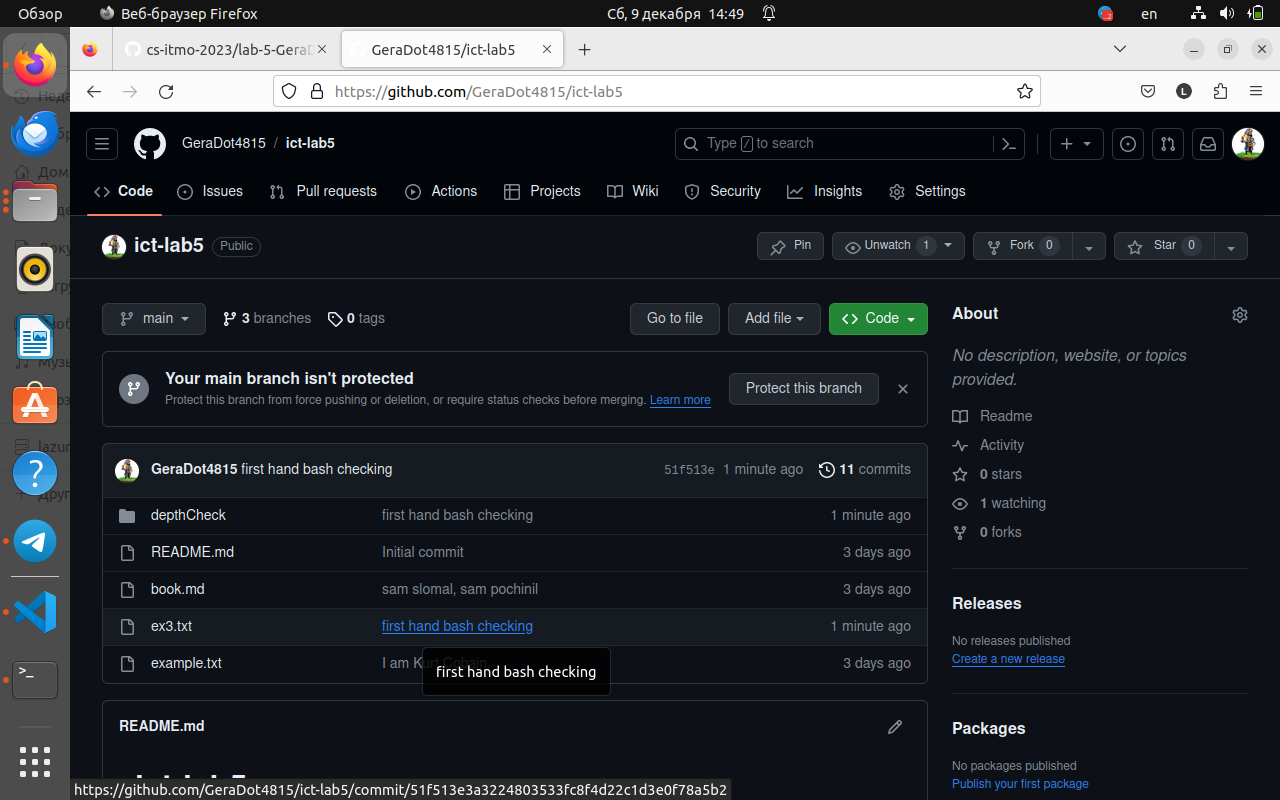 Обзор Веб-браузер Firefox Сб, 9 декабря 14:49 en
cs-itmo-2023/lab-5-GeraD GeraDot4815/ict-lab5
https://github.com/GeraDot4815/ict-lab5 L
GeraDot4815 / ict-lab5 Type / to search
Code Issues Pull requests Actions Projects Wiki Security Insights Settings
ict-lab5 Public Pin Unwatch 1 Fork 0 Star 0
main 3 branches 0 tags Go to file Add file Code
Your main branch isn't protected
Protect this branch from force pushing or deletion, or require status checks before merging. Learn more
Protect this branch
GeraDot4815 first hand bash checking 51f513e 1 minute ago 11 commits
depthCheck first hand bash checking 1 minute ago
README.md Initial commit 3 days ago
book.md sam slomal, sam pochinil 3 days ago
ex3.txt first hand bash checking 1 minute ago
example.txt I am Kurt Cobain 3 days ago
first hand bash checking
README.md
ict-lab5
About
No description, website, or topics
provided.
Readme
Activity
0 stars
1 watching
0 forks
Releases
No releases published
Create a new release
Packages
No packages published
Publish your first package
https://github.com/GeraDot4815/ict-lab5/commit/51f513e3a3224803533fc8f4d22c1d3e0f78a5b2